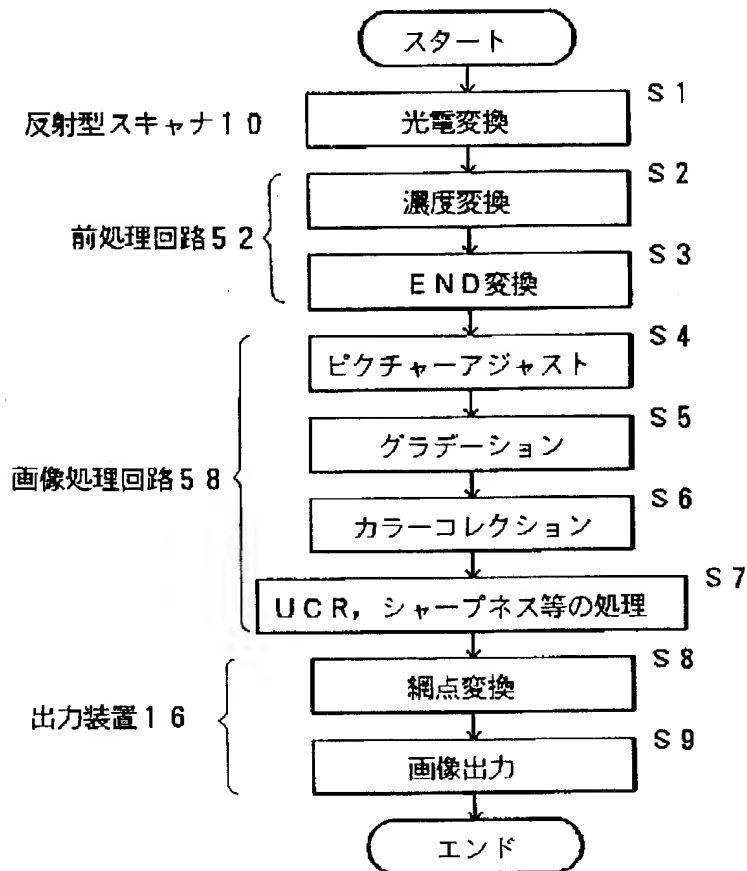 スタート
S1
反射型スキャナ10
光電変換
S2
濃度変換
前処理回路52
S3
END変換
S4
ピクチャーアジャスト
S5
グラデーション
画像処理回路58
S6
カラーコレクション
S7
UCR,シャープネス等の処理
S8
網点変換
出力装置16
S9
画像出力
エンド